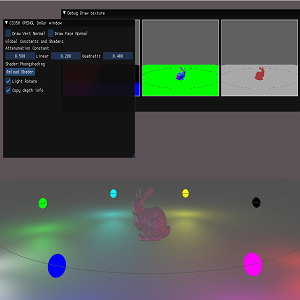 Debug Draw texture
CS350 OPENGL ImGui window
Draw Vert Normal Draw Face Normal
Global Constants and Shaders
Attenuation Constant
0.500 Linear 0.200 Quadratic 0.400
Shader:Phongshading
Reload Shader
Light Rotate
Copy depth info